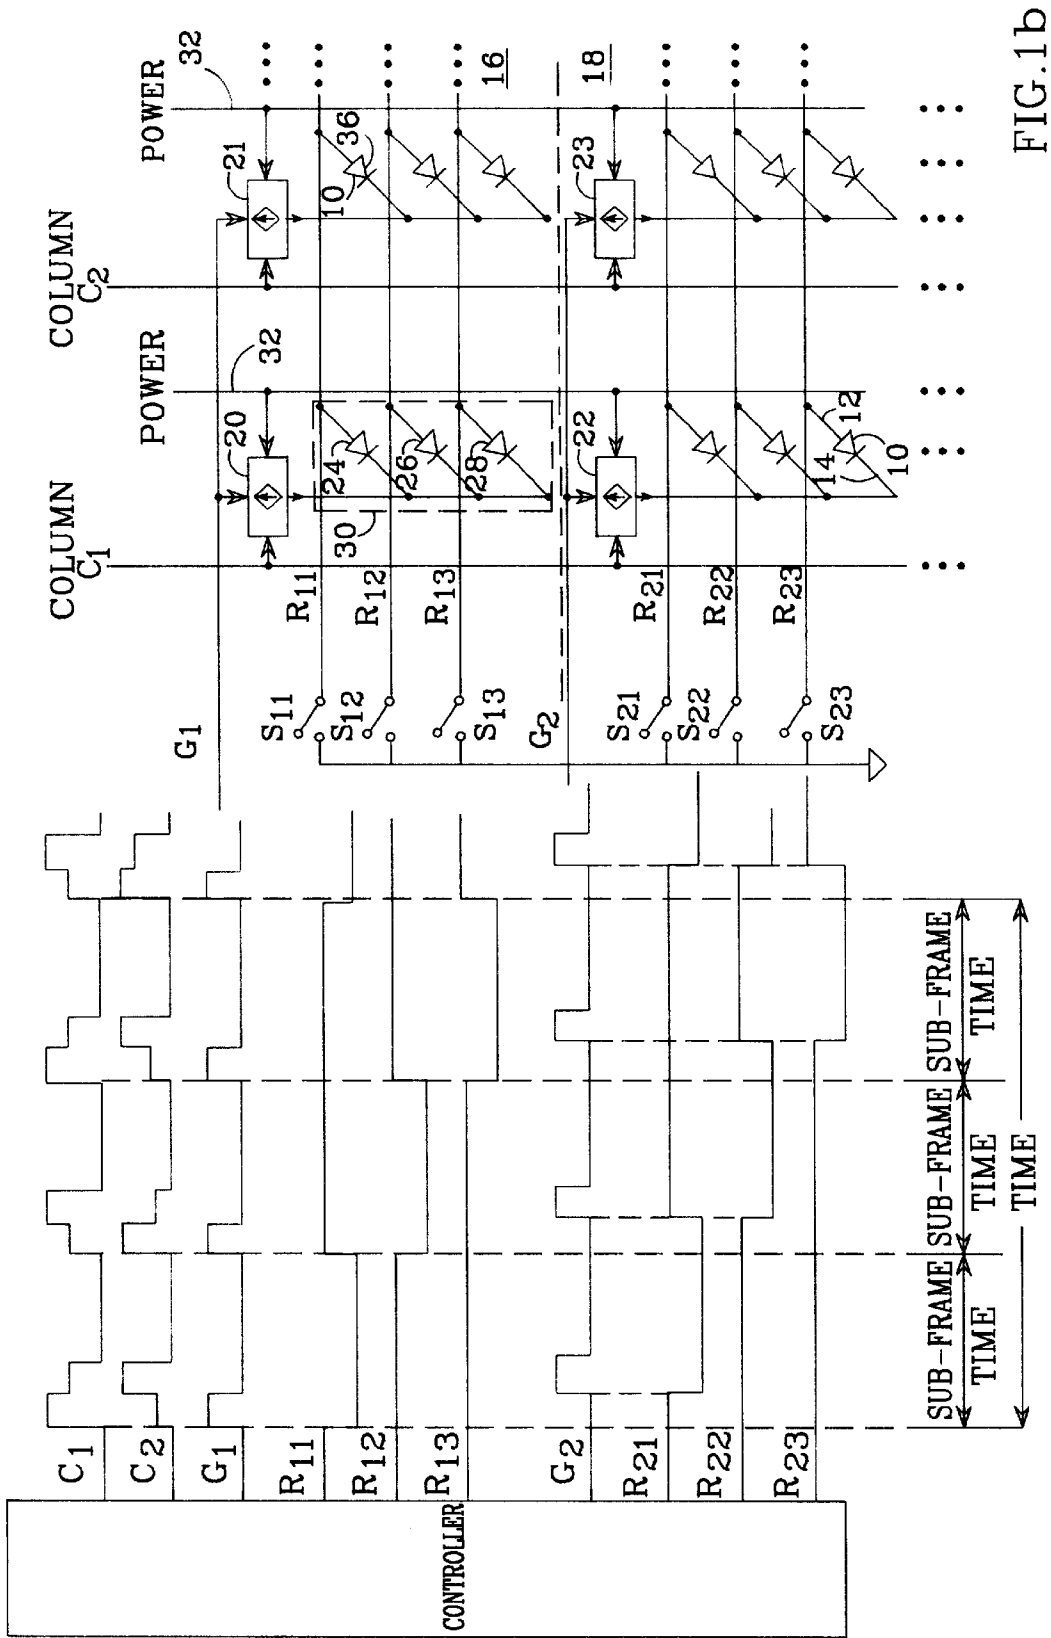 COLUMN
C1
POWER
32
COLUMN
C2
POWER
32
G1
20
21
S11
R11
24
10
36
S12
R12
26
S13
R13
28
30
16
G2
22
23
18
S21
R21
S22
R22
S23
R23
12
14
10
C1
C2
G1
R11
R12
R13
G2
R21
R22
R23
CONTROLLER
SUB-FRAME
TIME
SUB-FRAME
TIME
SUB-FRAME
TIME
TIME
FIG.1b